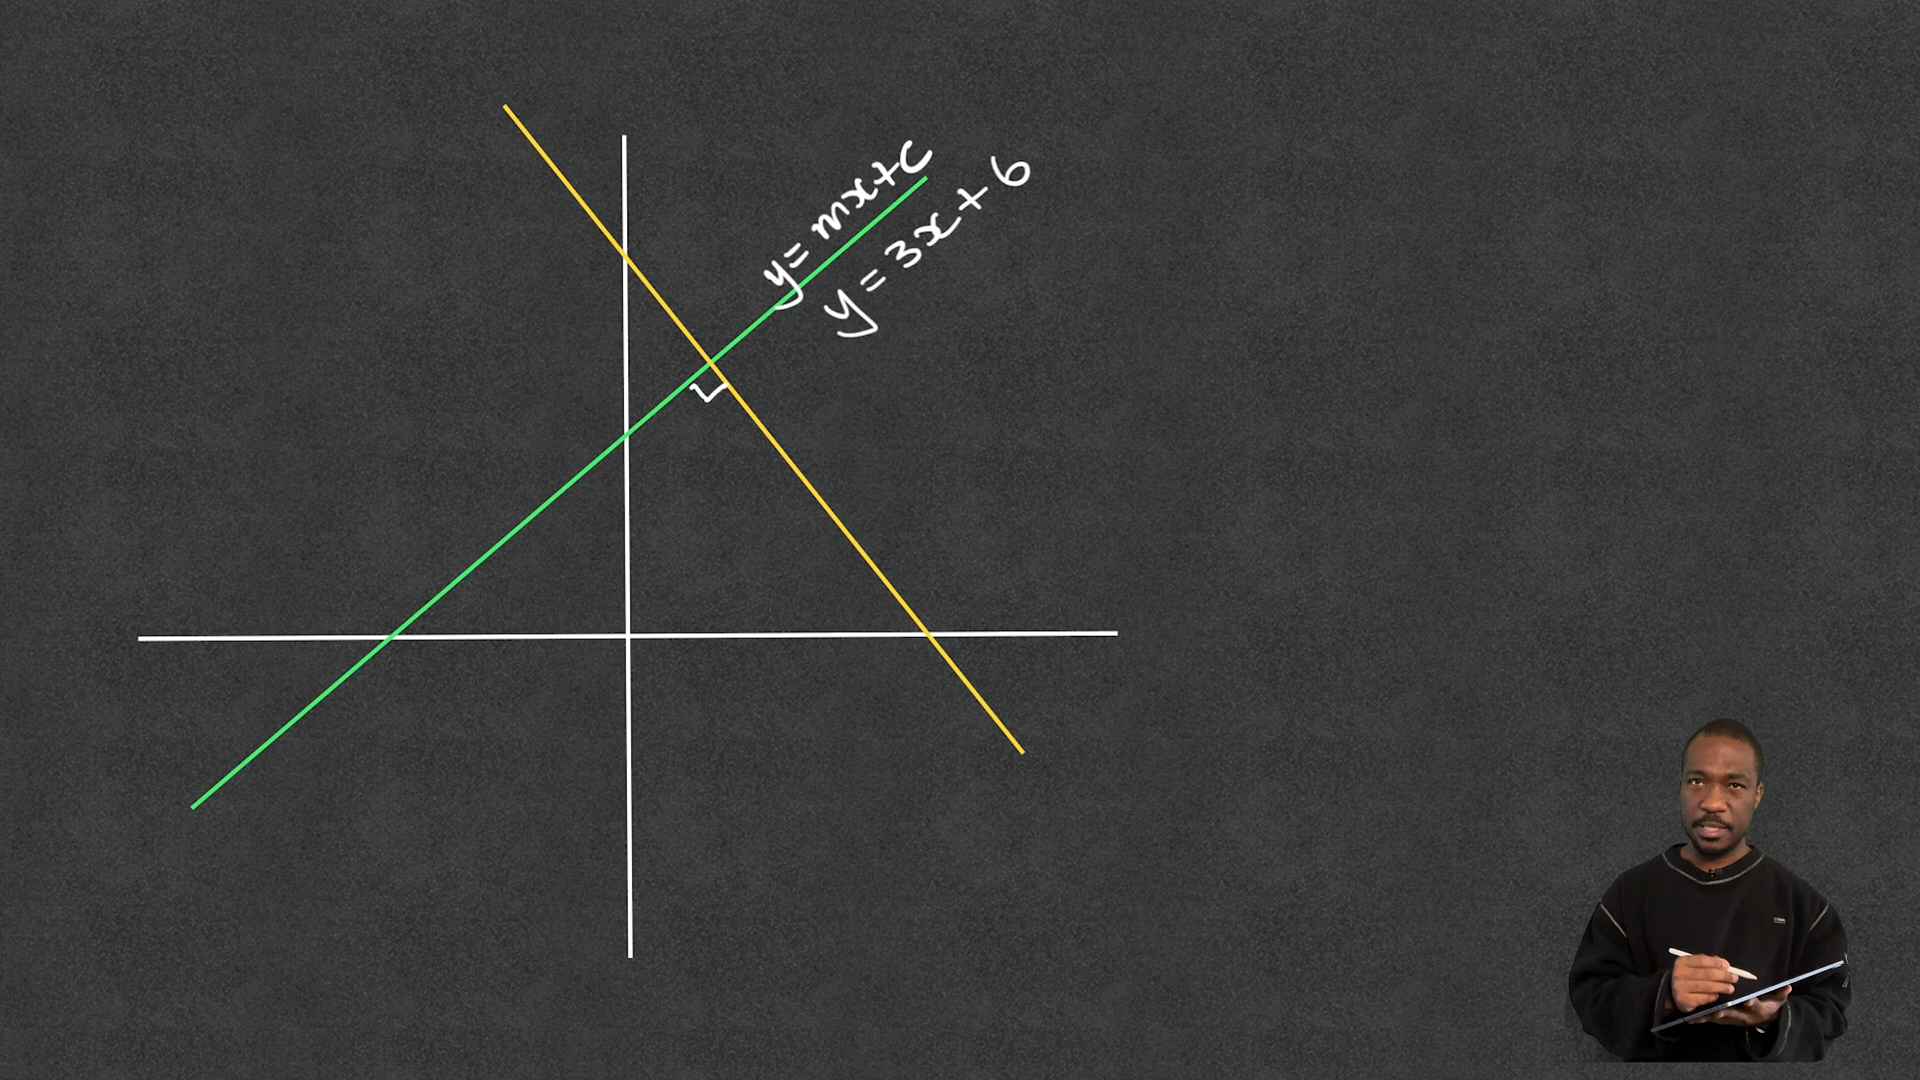 y = mx + c
y = 3x + 6